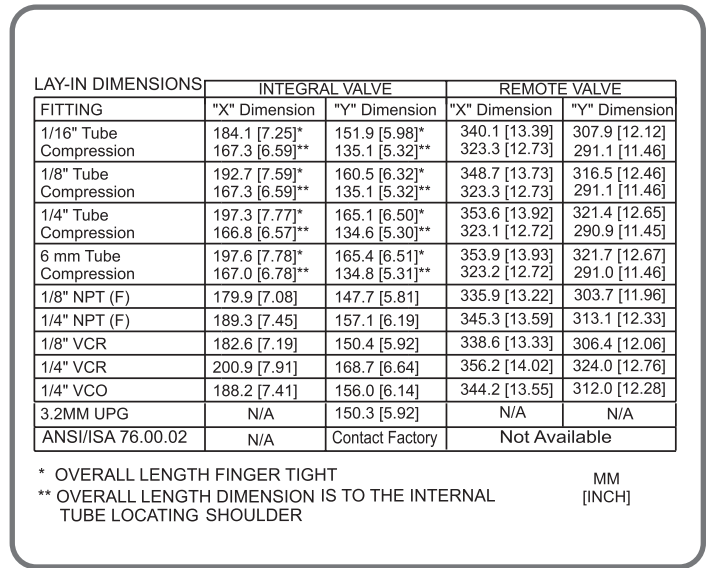 LAY-IN DIMENSIONS INTEGRAL VALVE REMOTE VALVE
FITTING "X" Dimension "Y" Dimension "X" Dimension "Y" Dimension
1/16" Tube 184.1 [7.25]* 151.9 [5.98]* 340.1 [13.39] 307.9 [12.12]
Compression 167.3 [6.59]** 135.1 [5.32]** 323.3 [12.73] 291.1 [11.46]
1/8" Tube 192.7 [7.59]* 160.5 [6.32]* 348.7 [13.73] 316.5 [12.46]
Compression 167.3 [6.59]** 135.1 [5.32]** 323.3 [12.73] 291.1 [11.46]
1/4" Tube 197.3 [7.77]* 165.1 [6.50]* 353.6 [13.92] 321.4 [12.65]
Compression 166.8 [6.57]** 134.6 [5.30]** 323.1 [12.72] 290.9 [11.45]
6 mm Tube 197.6 [7.78]* 165.4 [6.51]* 353.9 [13.93] 321.7 [12.67]
Compression 167.0 [6.78]** 134.8 [5.31]** 323.2 [12.72] 291.0 [11.46]
1/8" NPT (F) 179.9 [7.08] 147.7 [5.81] 335.9 [13.22] 303.7 [11.96]
1/4" NPT (F) 189.3 [7.45] 157.1 [6.19] 345.3 [13.59] 313.1 [12.33]
1/8" VCR 182.6 [7.19] 150.4 [5.92] 338.6 [13.33] 306.4 [12.06]
1/4" VCR 200.9 [7.91] 168.7 [6.64] 356.2 [14.02] 324.0 [12.76]
1/4" VCO 188.2 [7.41] 156.0 [6.14] 344.2 [13.55] 312.0 [12.28]
3.2MM UPG N/A 150.3 [5.92] N/A N/A
ANSI/ISA 76.00.02 N/A Contact Factory Not Available
* OVERALL LENGTH FINGER TIGHT MM
** OVERALL LENGTH DIMENSION IS TO THE INTERNAL [INCH]
TUBE LOCATING SHOULDER